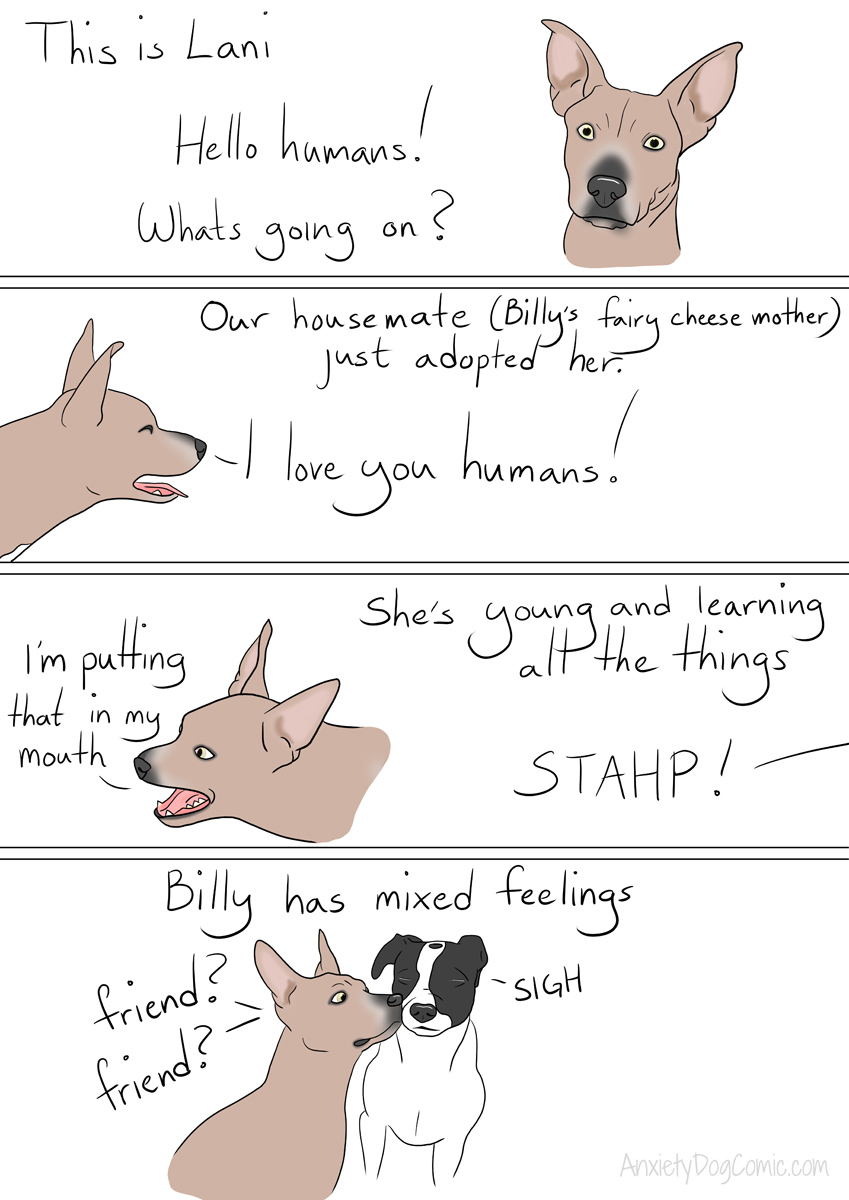 This is Lani
Hello humans!
Whats going on?
Our housemate (Billy's fairy cheese mother)
just adopted her.
I love you humans!
She's young and learning
all the things
I'm putting
that in my
mouth
STAHP!
Billy has mixed feelings
friend?
friend?
SIGH
AnxietyDogComic.com